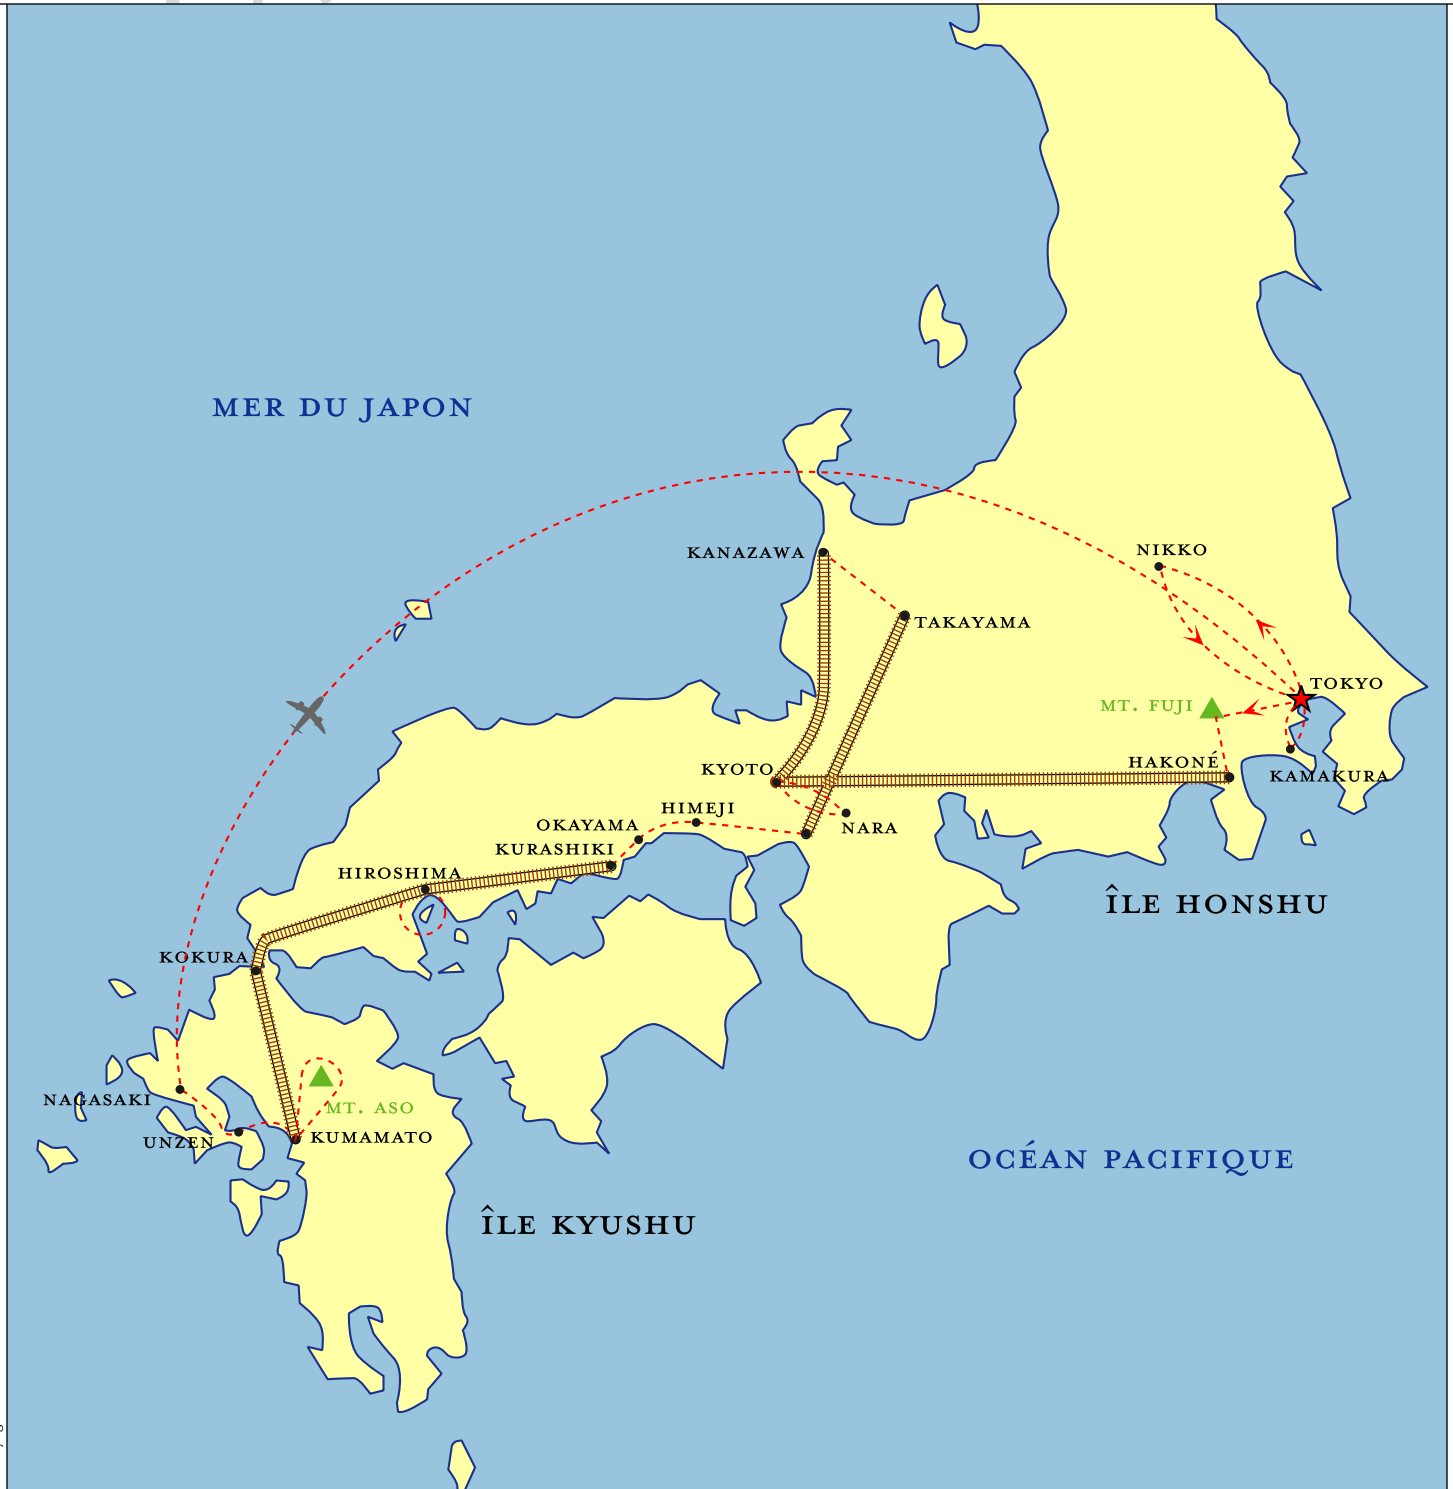 MER DU JAPON
KANAZAWA
NIKKO
TAKAYAMA
TOKYO
MT. FUJI
HAKONÉ
KYOTO
KAMAKURA
HIMEJI
OKAYAMA
NARA
KURASHIKI
HIROSHIMA
ÎLE HONSHU
KOKURA
NAGASAKI
MT. ASO
UNZEN
KUMAMATO
OCÉAN PACIFIQUE
ÎLE KYUSHU